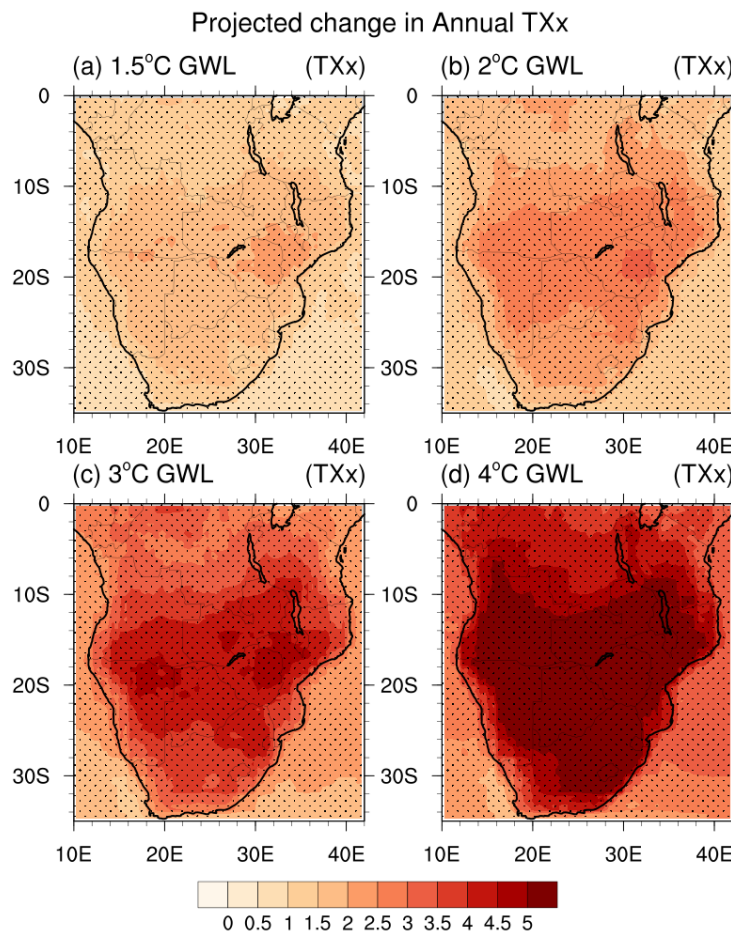 Projected change in Annual TXx
(a) 1.5°C GWL (TXx)
(b) 2°C GWL (TXx)
0
10S
20S
30S
10E 20E 30E 40E
0
10S
20S
30S
10E 20E 30E 40E
(c) 3°C GWL (TXx)
(d) 4°C GWL (TXx)
0
10S
20S
30S
10E 20E 30E 40E
0
10S
20S
30S
10E 20E 30E 40E
0 0.5 1 1.5 2 2.5 3 3.5 4 4.5 5